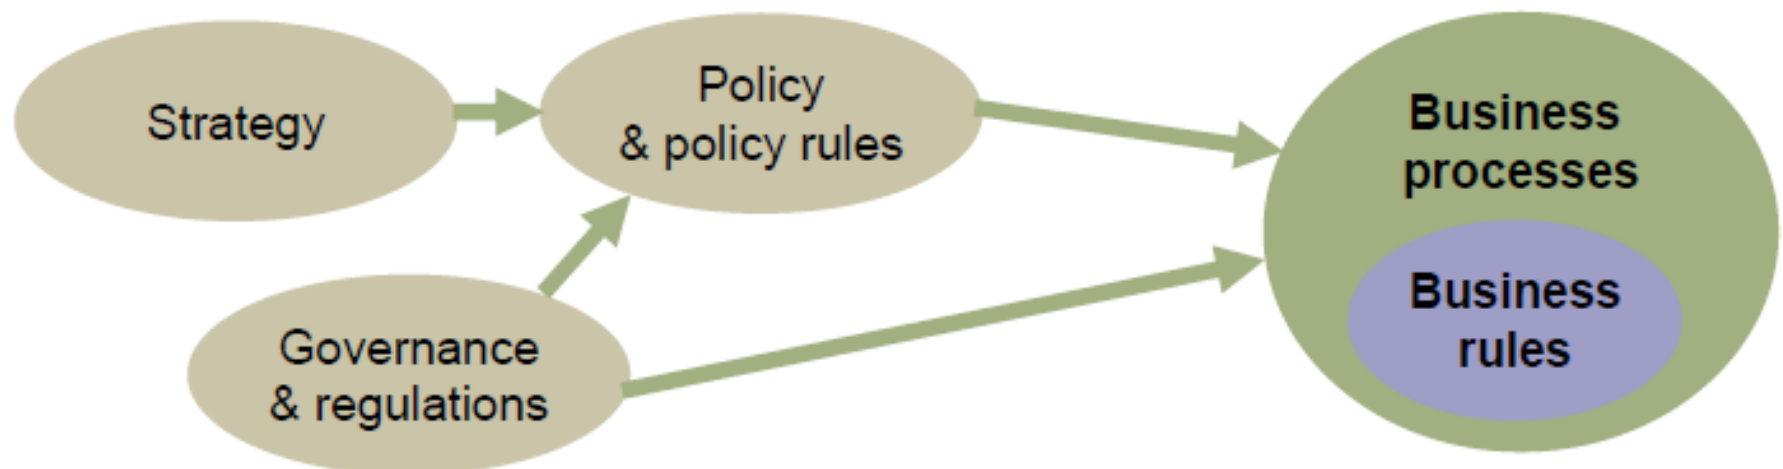 Strategy
Policy
& policy rules
Business
processes
Governance
& regulations
Business
rules